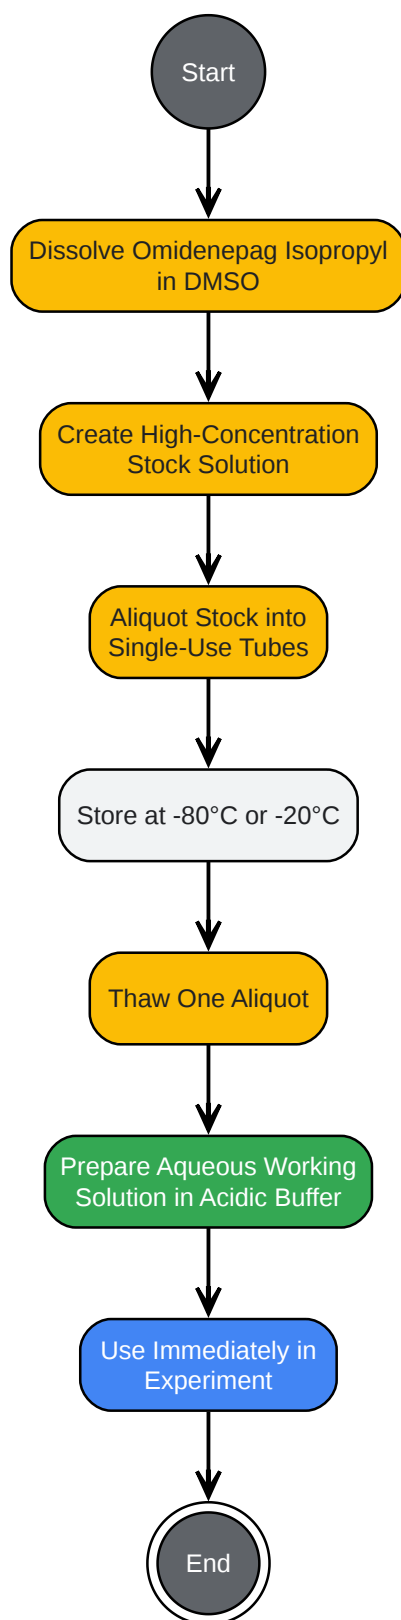 Start
Dissolve Omidenepag Isopropyl
in DMSO
Create High-Concentration
Stock Solution
Aliquot Stock into
Single-Use Tubes
Store at -80°C or -20°C
Thaw One Aliquot
Prepare Aqueous Working
Solution in Acidic Buffer
Use Immediately in
Experiment
End